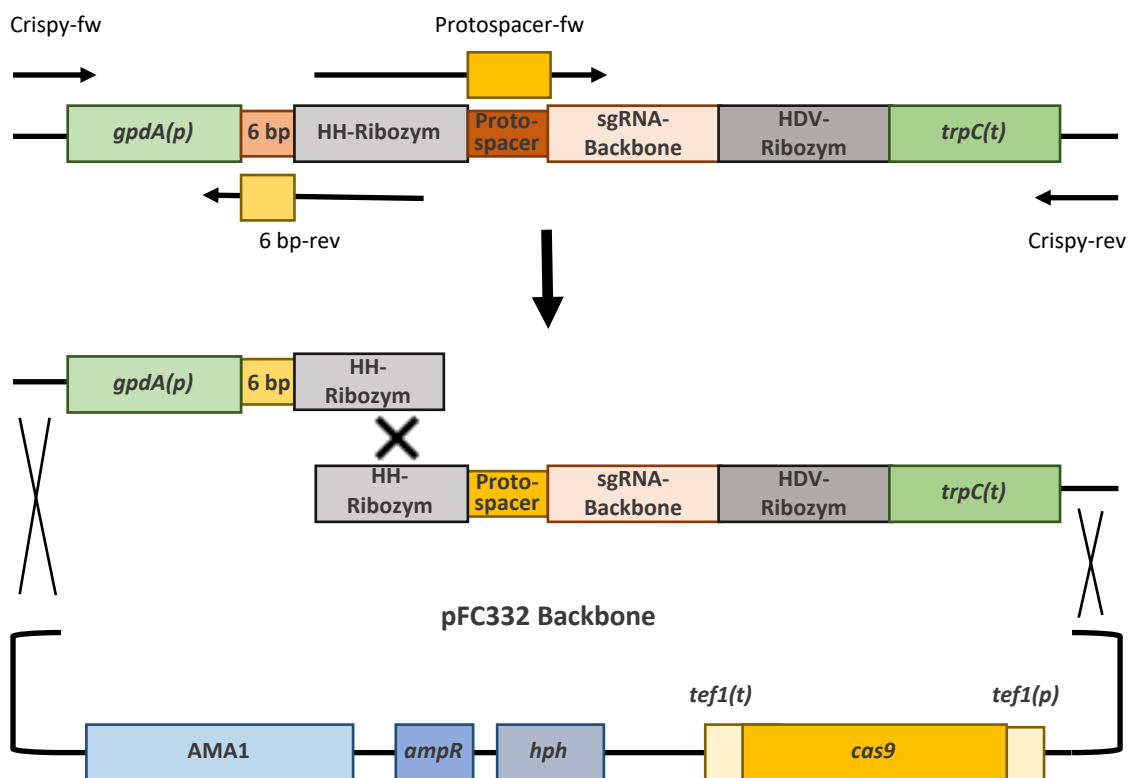 Crispy-fw
Protospacer-fw
gpdA(p)
6 bp
HH-Ribozym
Proto-
spacer
sgRNA-
Backbone
HDV-
Ribozym
trpC(t)
6 bp-rev
Crispy-rev
gpdA(p)
6 bp
HH-
Ribozym
HH-
Ribozym
Proto-
spacer
sgRNA-
Backbone
HDV-
Ribozym
trpC(t)
pFC332 Backbone
tef1(t)
tef1(p)
AMA1
ampR
hph
cas9